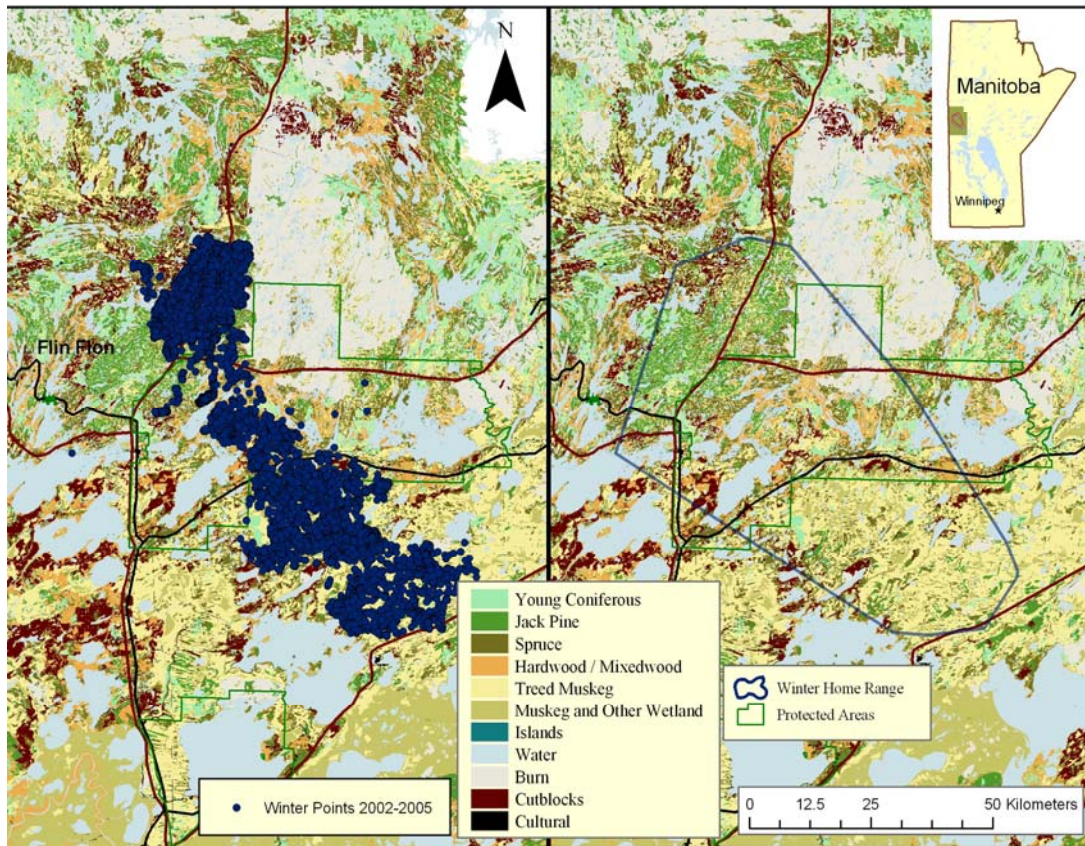 N
Manitoba
Winnipeg
Flin Flon
Young Coniferous
Jack Pine
Spruce
Hardwood / Mixedwood
Treed Muskeg
Muskeg and Other Wetland
Islands
Water
Burn
Cutblocks
Cultural
Winter Home Range
Protected Areas
Winter Points 2002-2005
0 12.5 25 50 Kilometers